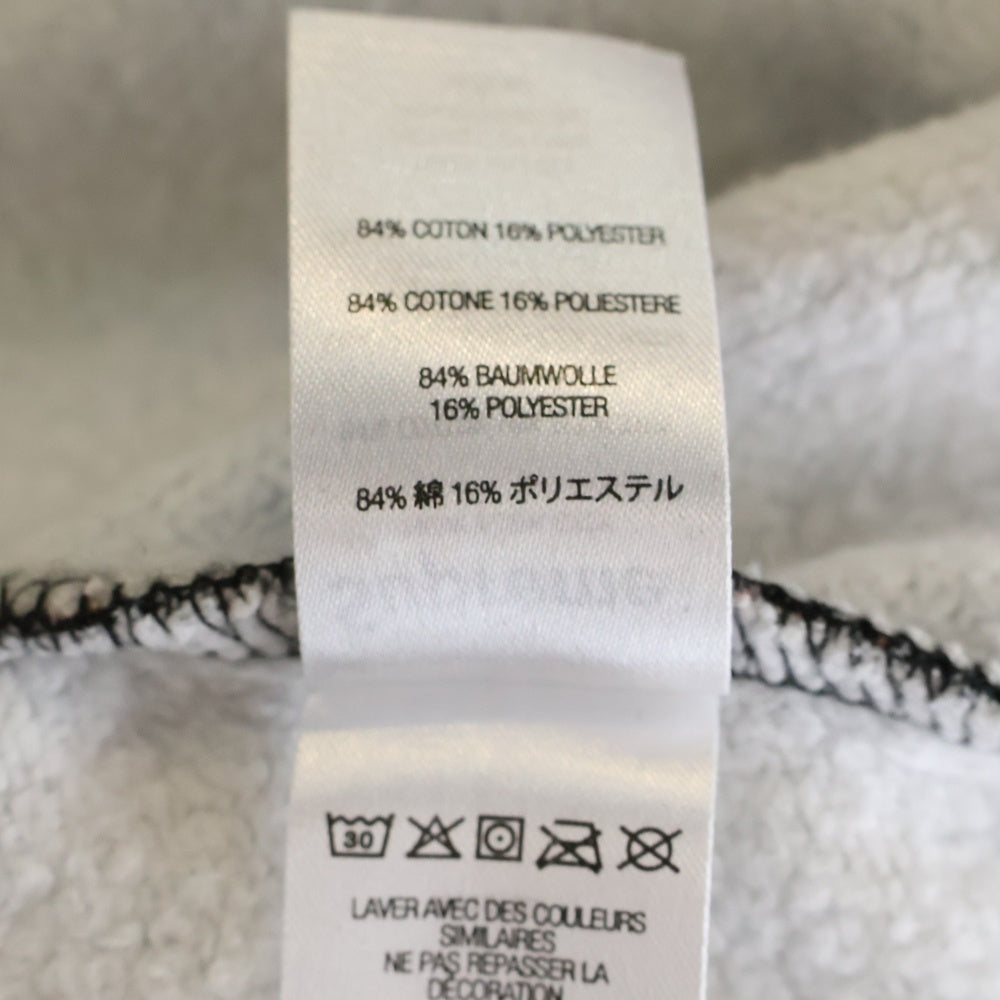 84% COTON 16% POLYESTER
84% COTONE 16% POLIESTERE
84% BAUMWOLLE
16% POLYESTER
84% 綿 16% ポリエステル
30
LAVER AVEC DES COULEURS
SIMILAIRES
NE PAS REPASSER LA
DÉCORATION